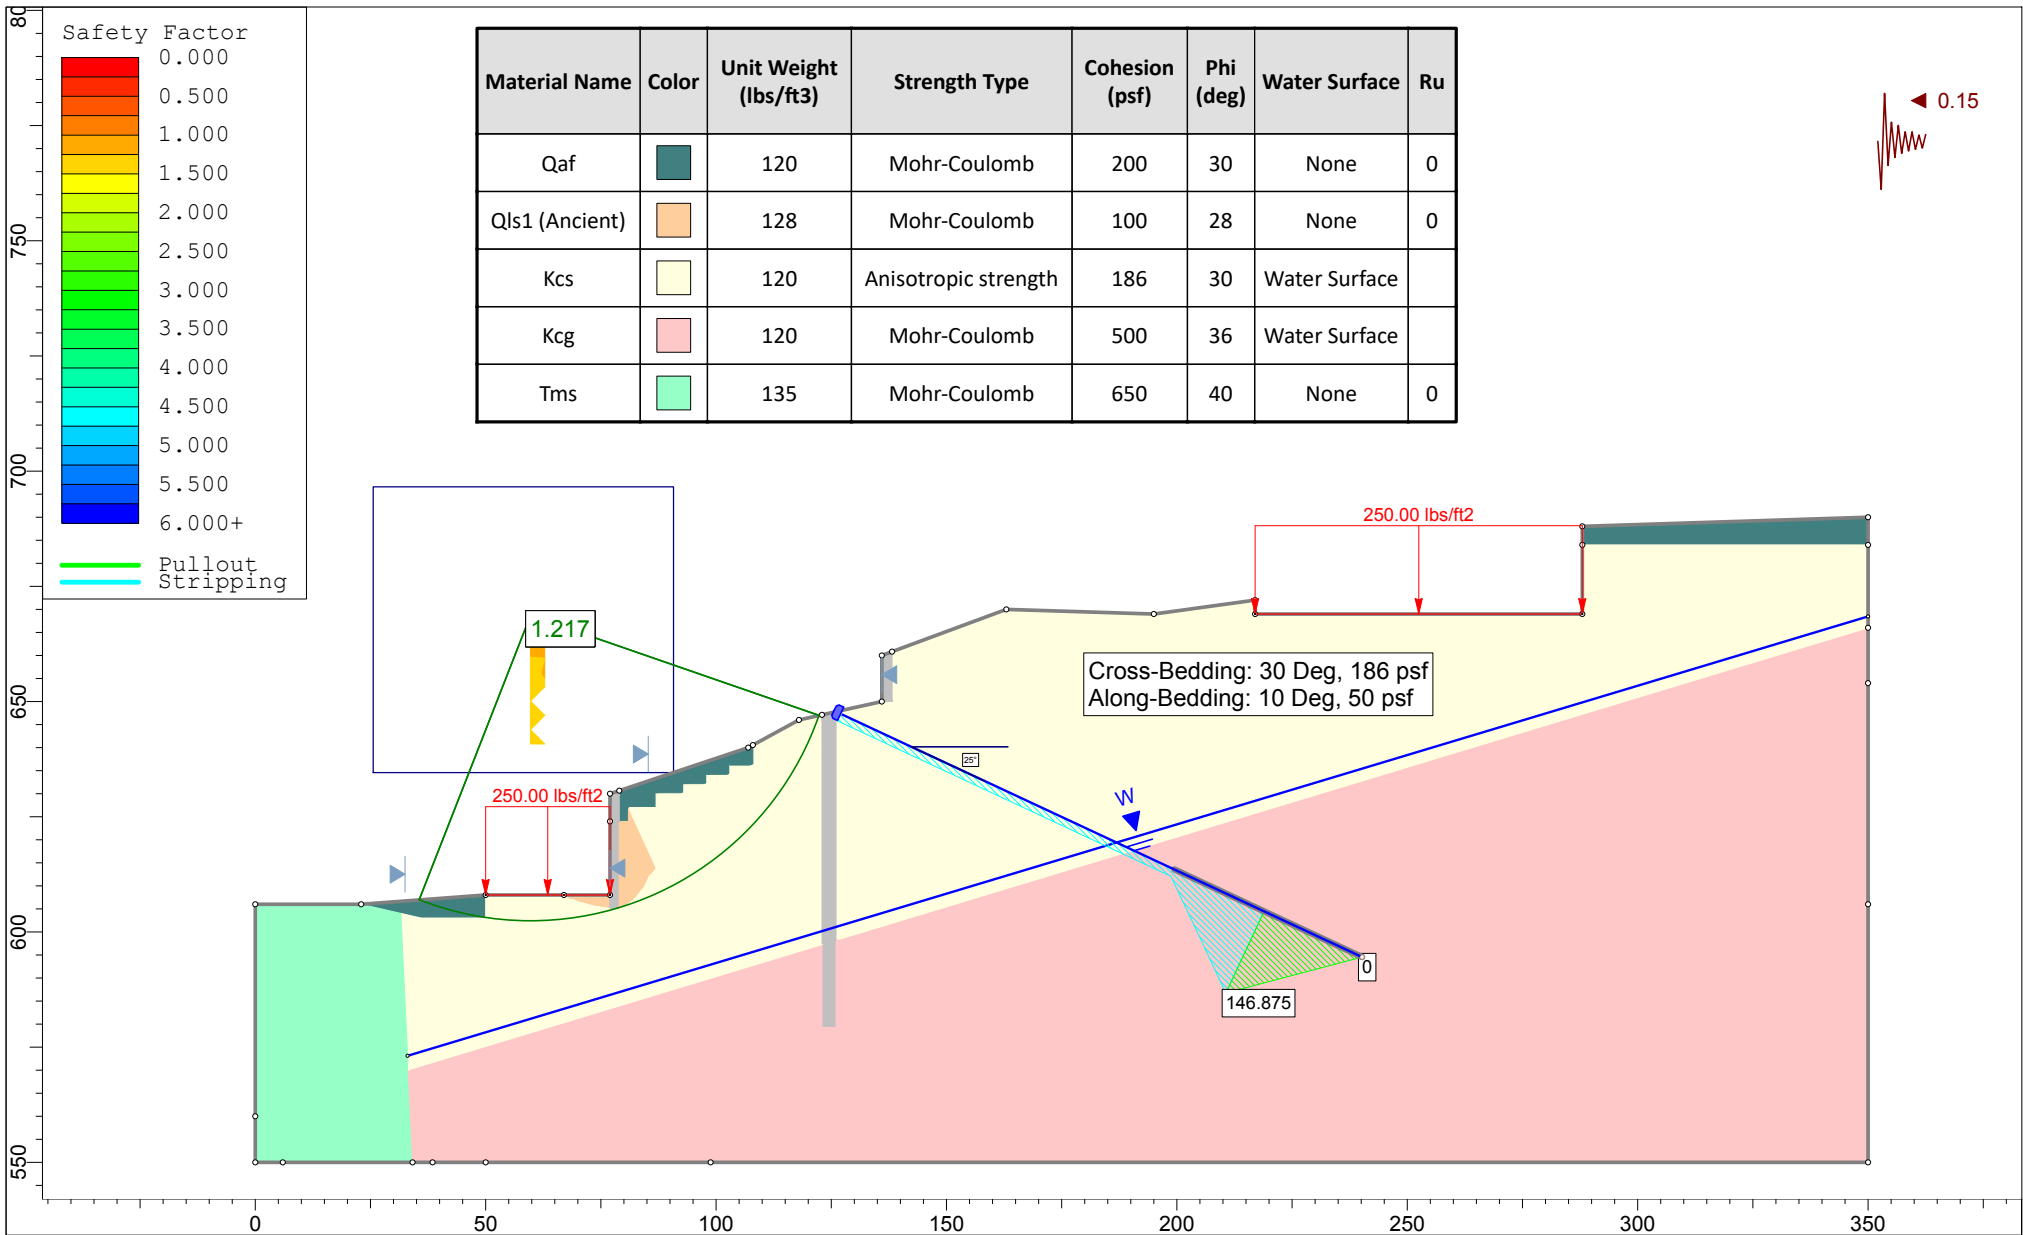 Safety Factor
0.000
0.500
1.000
1.500
2.000
2.500
3.000
3.500
4.000
4.500
5.000
5.500
6.000+
Pullout
Stripping
Material Name Color Unit Weight (lbs/ft3) Strength Type Cohesion (psf) Phi (deg) Water Surface Ru
Qaf 120 Mohr-Coulomb 200 30 None 0
Qls1 (Ancient) 128 Mohr-Coulomb 100 28 None 0
Kcs 120 Anisotropic strength 186 30 Water Surface
Kcg 120 Mohr-Coulomb 500 36 Water Surface
Tms 135 Mohr-Coulomb 650 40 None 0
0.15
250.00 lbs/ft2
1.217
Cross-Bedding: 30 Deg, 186 psf
Along-Bedding: 10 Deg, 50 psf
25°
250.00 lbs/ft2
W
0
146.875
80
750
700
650
600
550
0 50 100 150 200 250 300 350